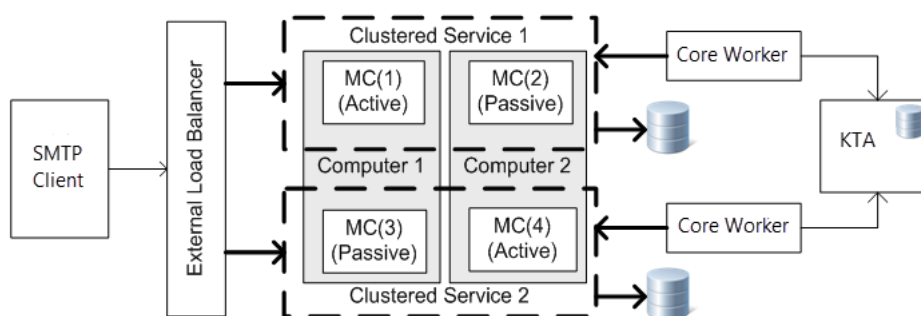 SMTP
Client
External Load Balancer
Clustered Service 1
MC(1)
(Active)
MC(2)
(Passive)
Computer 1
Computer 2
MC(3)
(Passive)
MC(4)
(Active)
Clustered Service 2
Core Worker
KTA
Core Worker